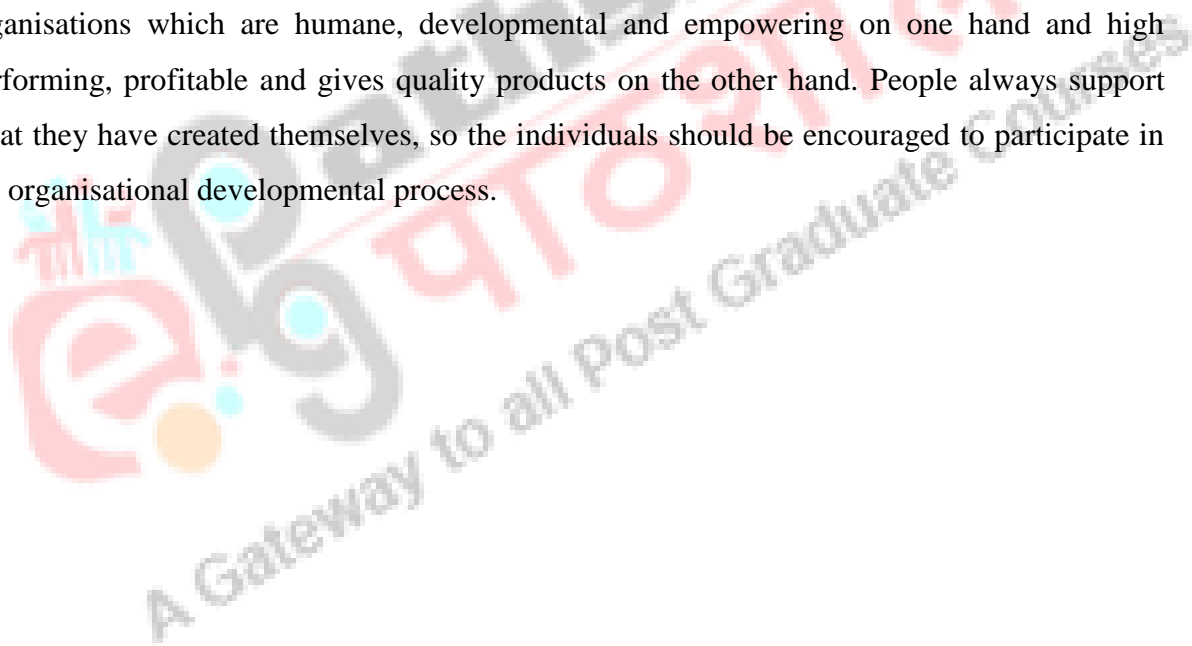 ganisations which are humane, developmental and empowering on one hand and high
rforming, profitable and gives quality products on the other hand. People always support
at they have created themselves, so the individuals should be encouraged to participate in
organisational developmental process.
पाठशाला
A Gateway to all Post Graduate Courses